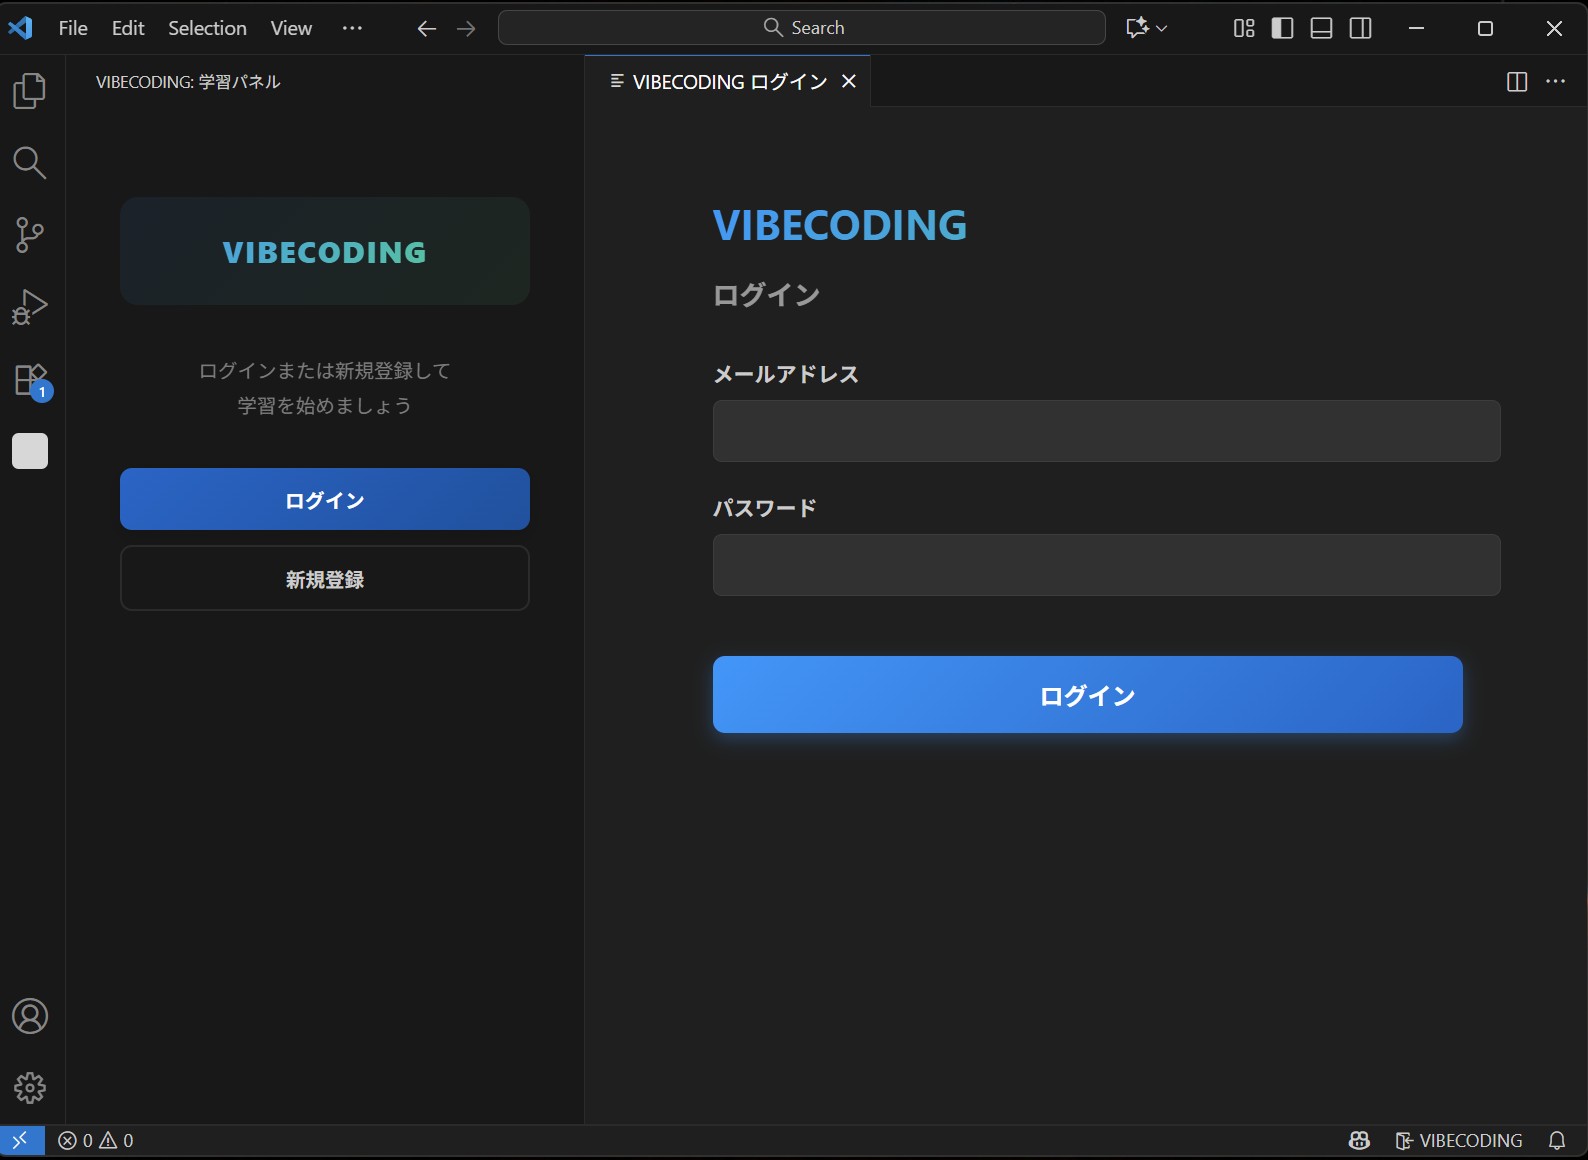 File Edit Selection View ··· Search
VIBECODING: 学習パネル
VIBECODING
ログインまたは新規登録して
学習を始めましょう
ログイン
新規登録
VIBECODING ログイン
VIBECODING
ログイン
メールアドレス
パスワード
ログイン
1
0 0
VIBECODING